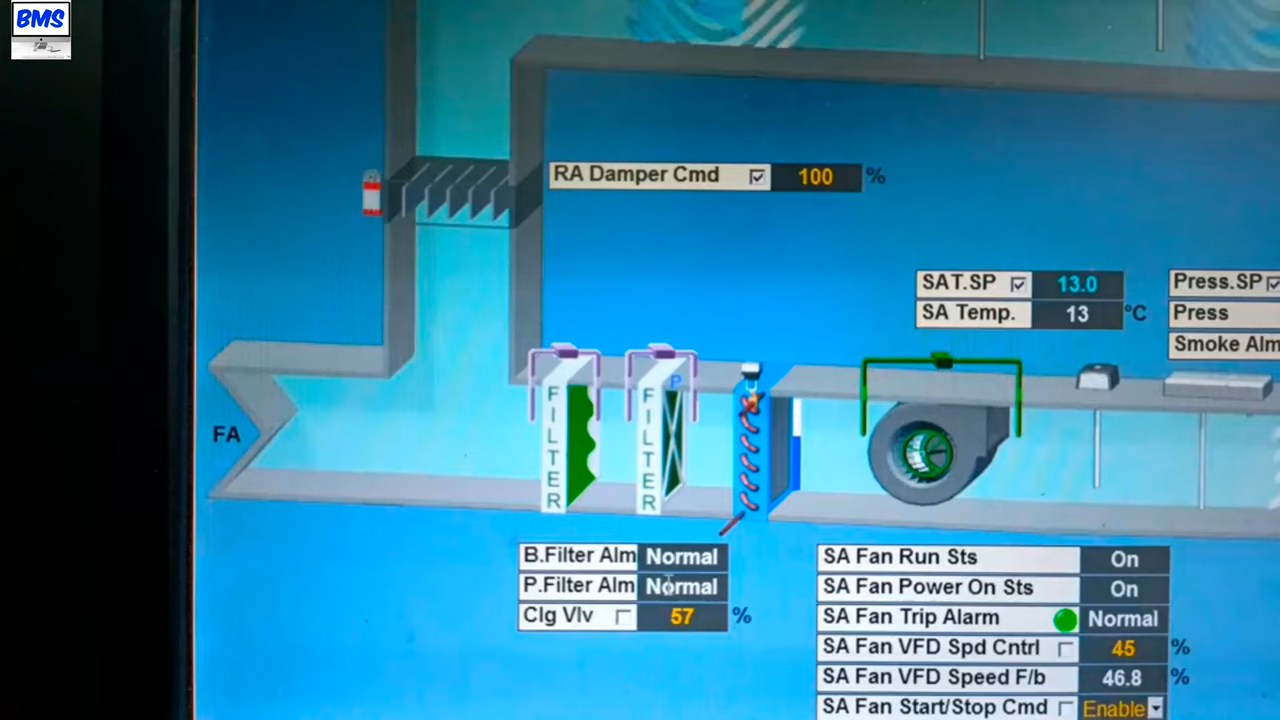 BMS
RA Damper Cmd 100 %
SAT.SP 13.0
SA Temp. 13 °C
Press.SP
Press
Smoke Alm
FA
FILTER
FILTER
P
B.Filter Alm Normal
P.Filter Alm Normal
Clg Vlv 57 %
SA Fan Run Sts On
SA Fan Power On Sts On
SA Fan Trip Alarm Normal
SA Fan VFD Spd Cntrl 45 %
SA Fan VFD Speed F/b 46.8 %
SA Fan Start/Stop Cmd Enable